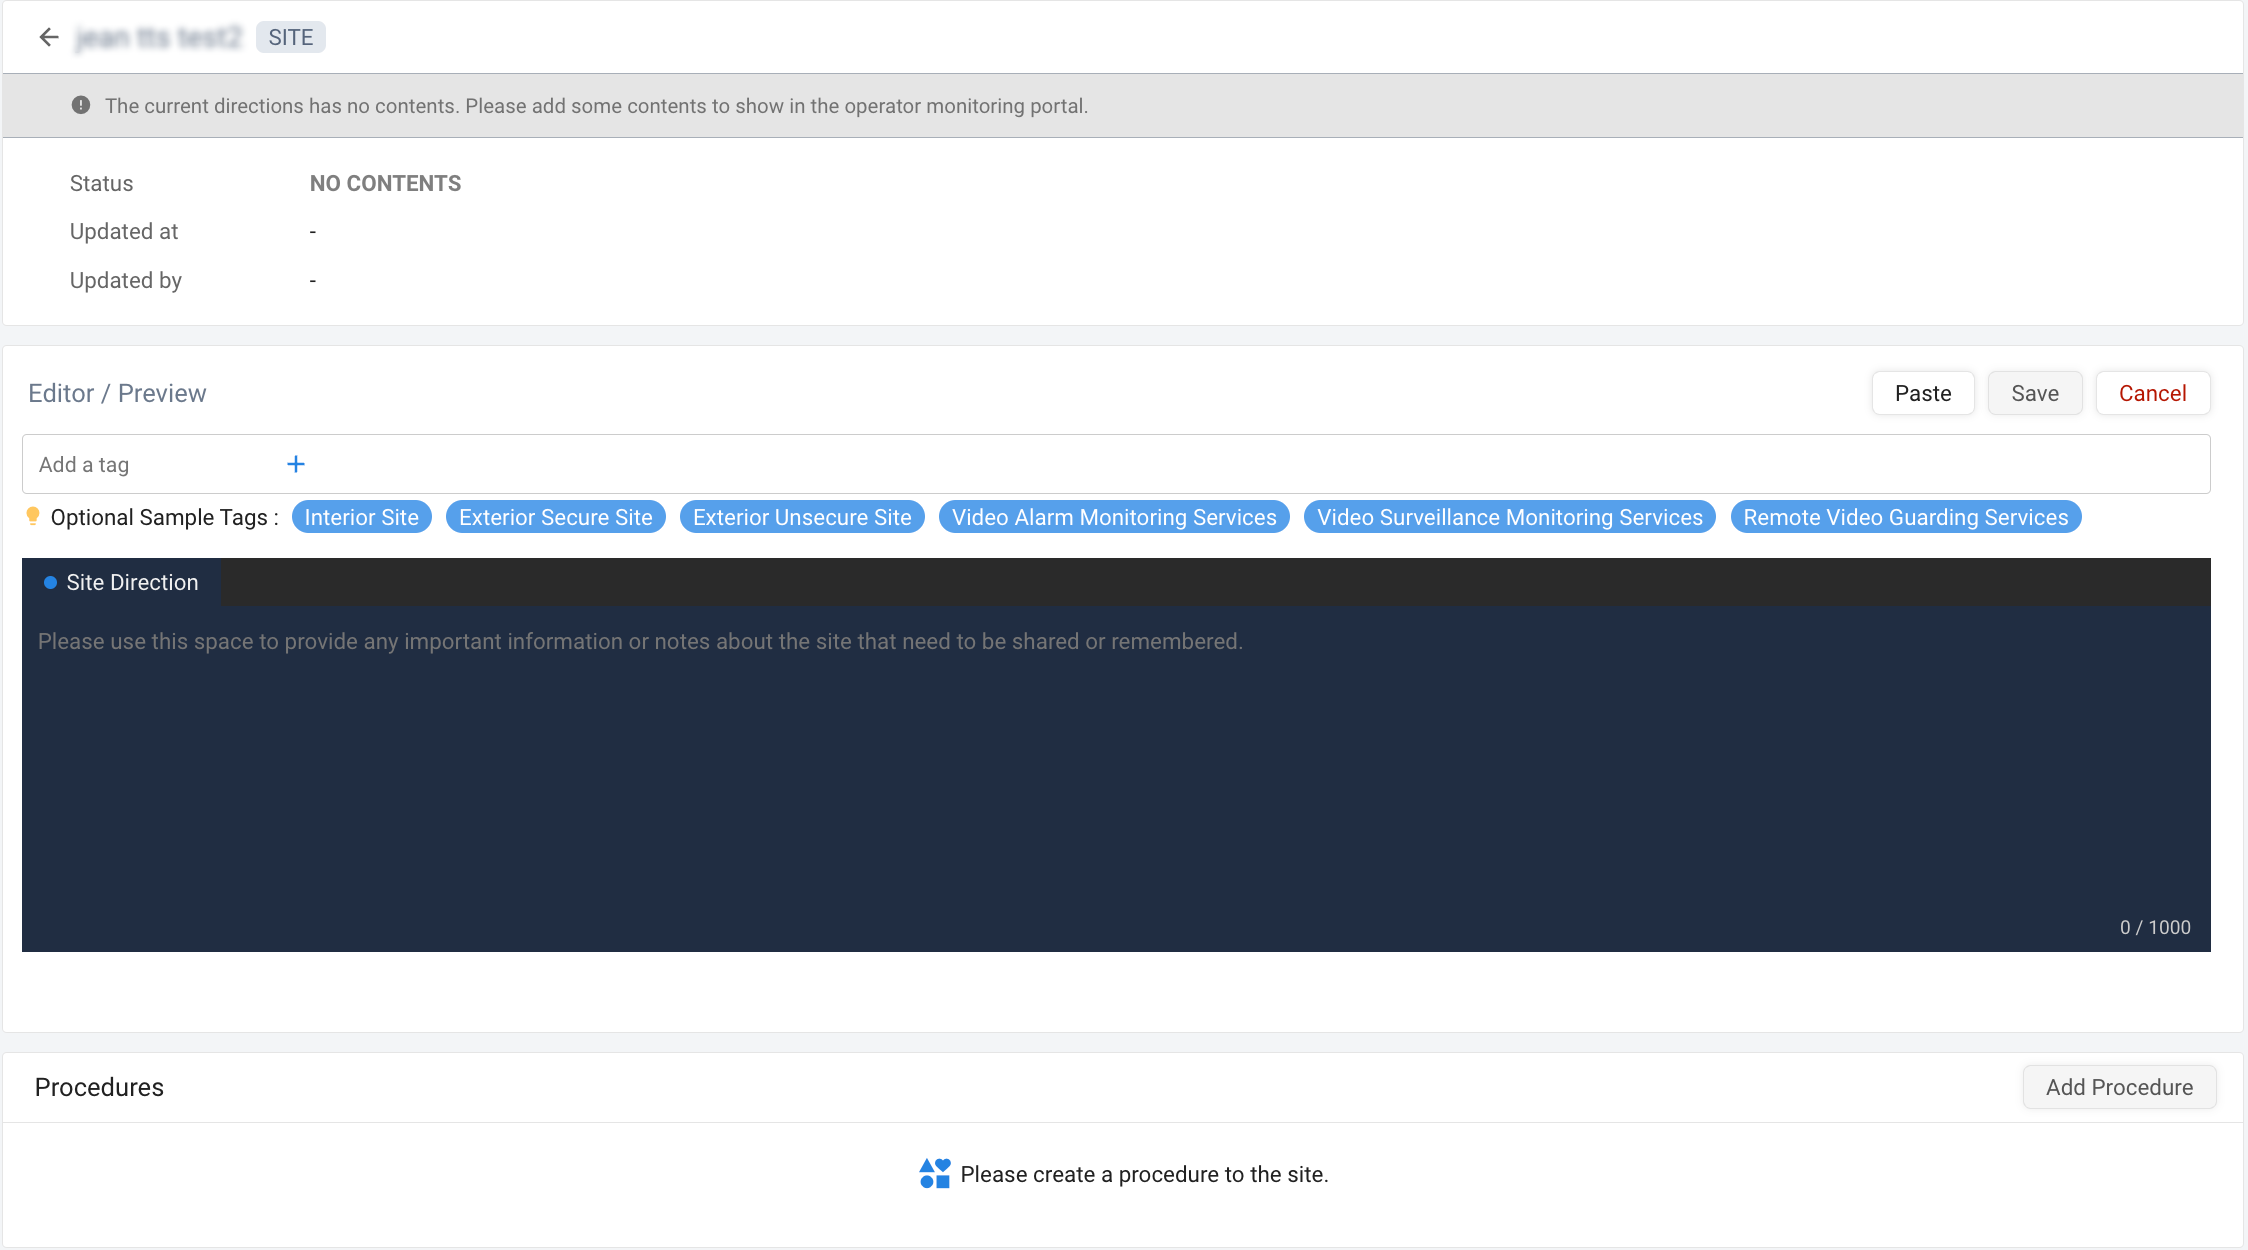 SITE
The current directions has no contents. Please add some contents to show in the operator monitoring portal.
Status NO CONTENTS
Updated at -
Updated by -
Editor / Preview Paste Save Cancel
Add a tag +
Optional Sample Tags : Interior Site Exterior Secure Site Exterior Unsecure Site Video Alarm Monitoring Services Video Surveillance Monitoring Services Remote Video Guarding Services
Site Direction
Please use this space to provide any important information or notes about the site that need to be shared or remembered.
0 / 1000
Procedures Add Procedure
Please create a procedure to the site.